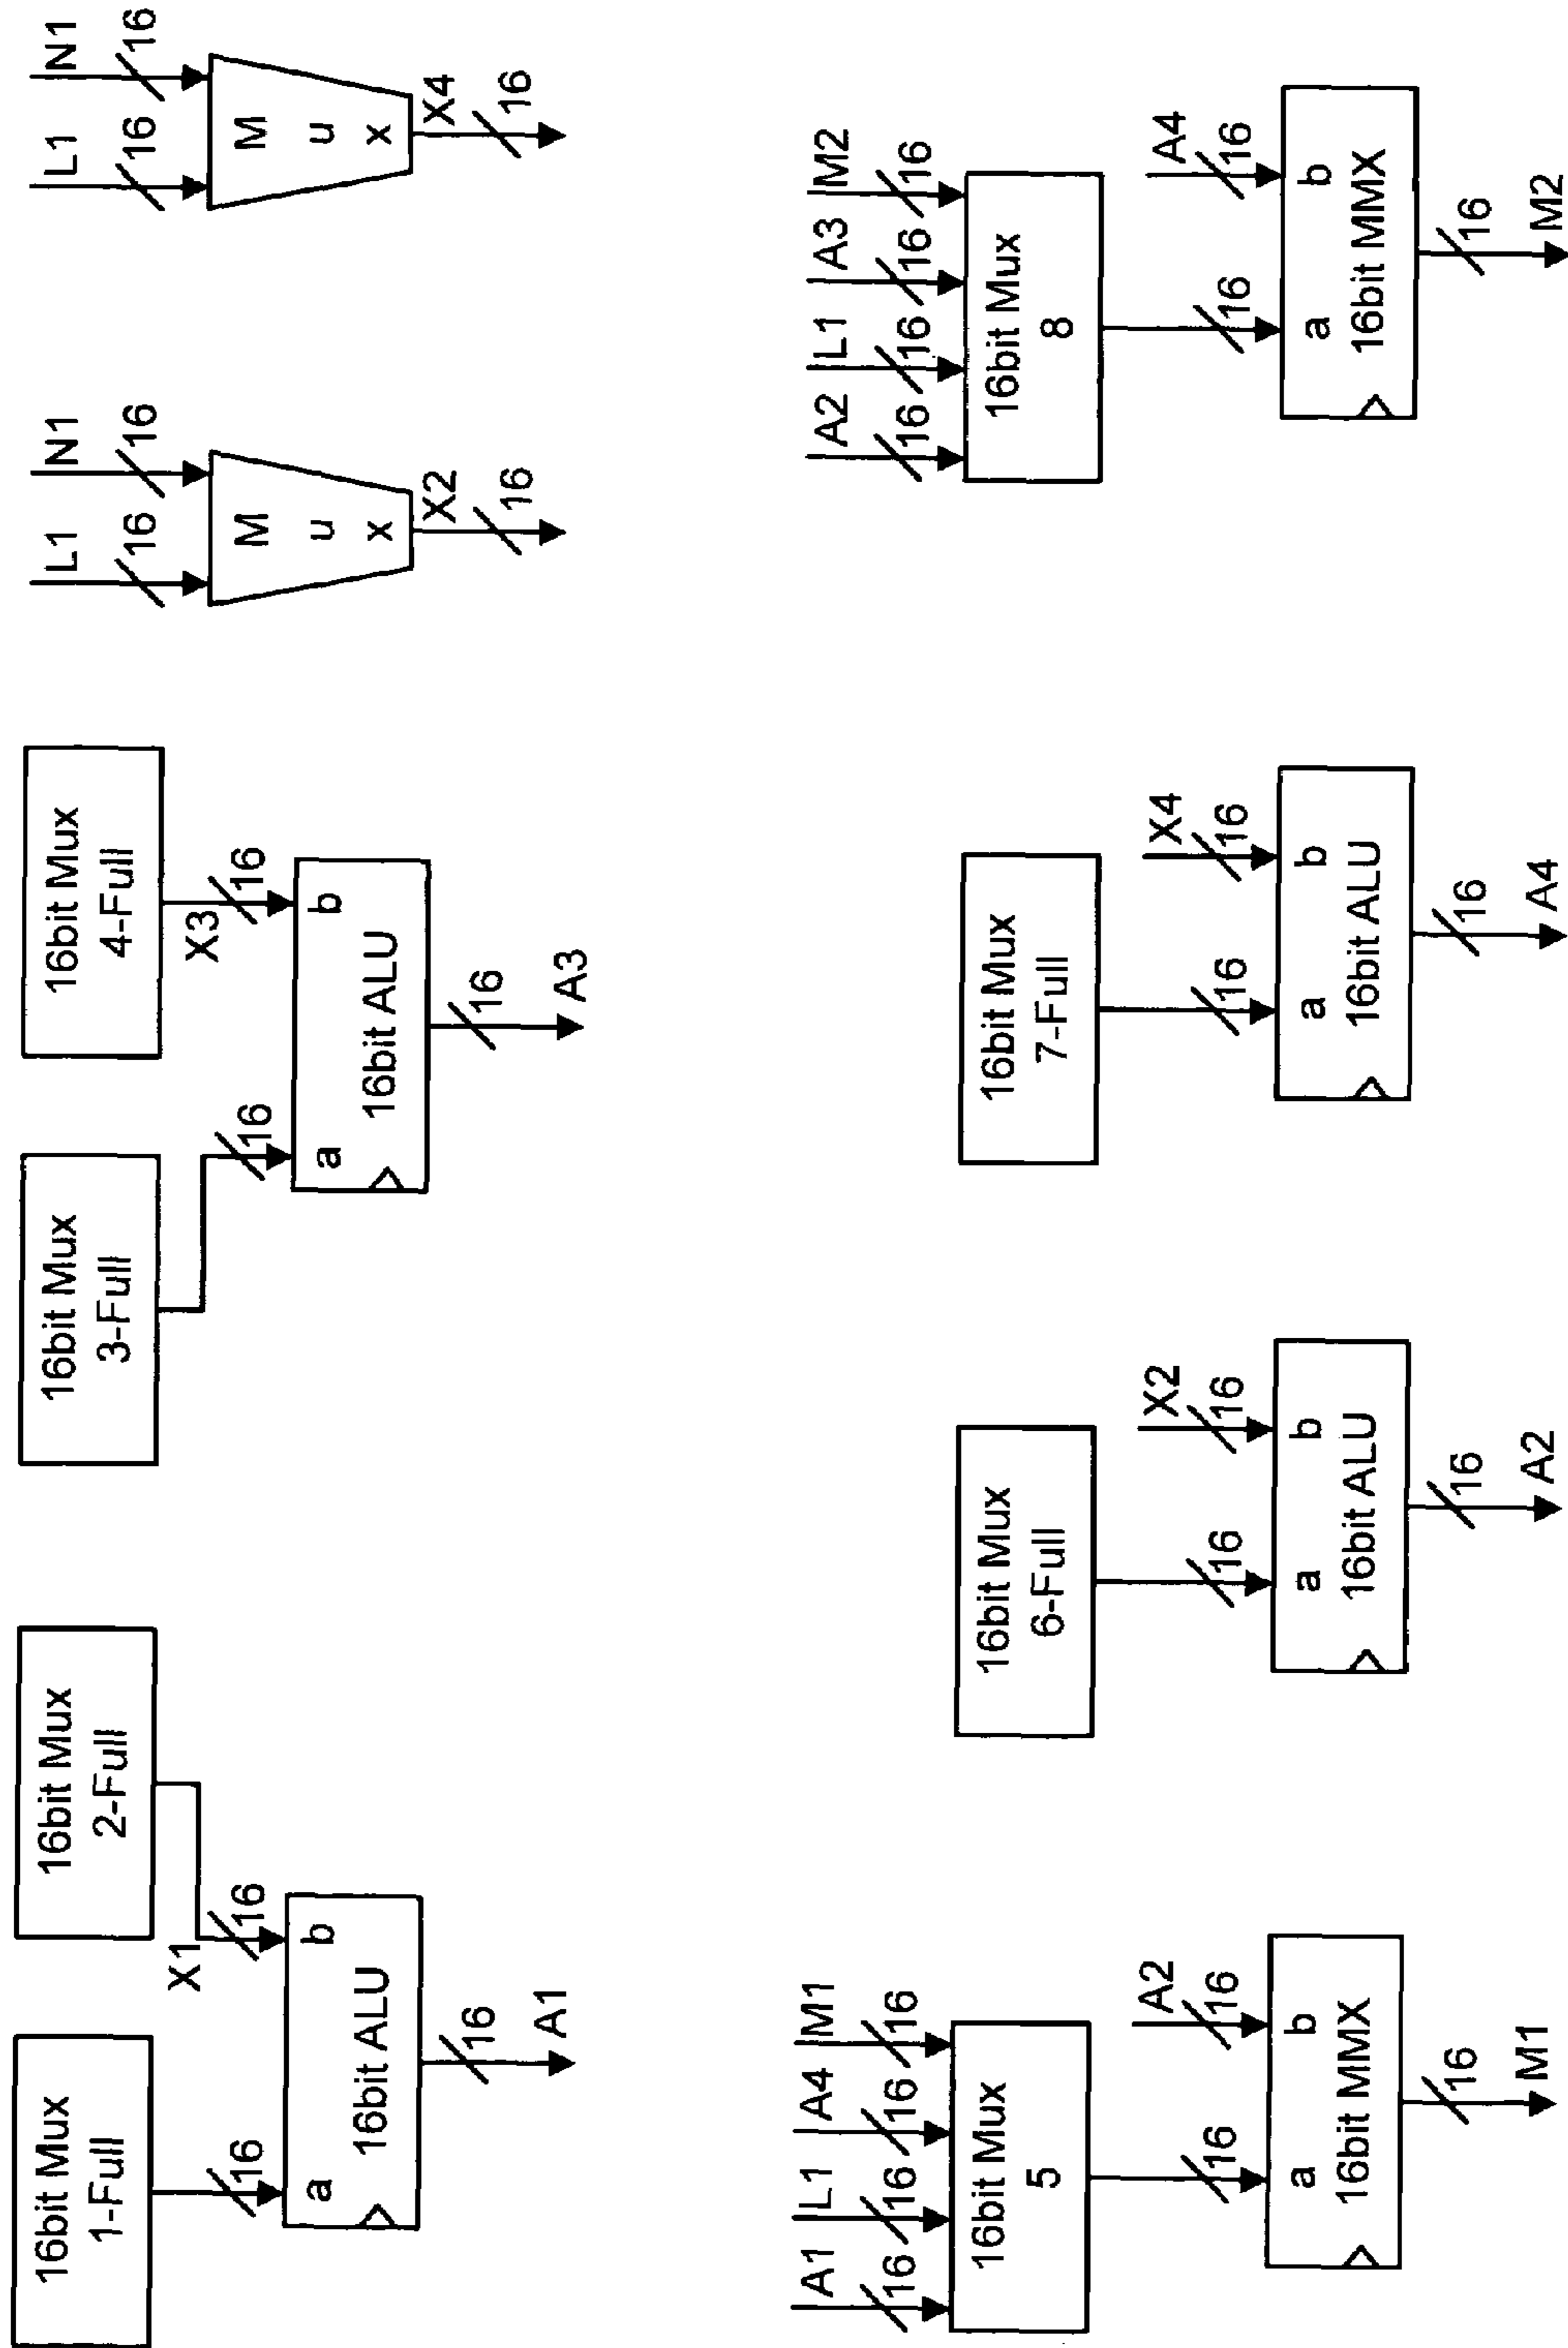 16bit Mux
1-Full
16
a
16bit Mux
2-Full
X1
16
b
16bit ALU
16
A1
16bit Mux
3-Full
16
a
16bit Mux
4-Full
X3
16
b
16bit ALU
16
A3
L1
16
N1
16
M
u
x
X2
16
L1
16
N1
16
M
u
x
X4
16
A1
16
L1
16
A4
16
M1
16
16bit Mux
5
16
A2
16
a
b
16bit MMX
16
M1
16bit Mux
6-Full
16
X2
16
a
b
16bit ALU
16
A2
16bit Mux
7-Full
16
X4
16
a
b
16bit ALU
16
A4
A2
16
L1
16
A3
16
M2
16
16bit Mux
8
16
A4
16
a
b
16bit MMX
16
M2